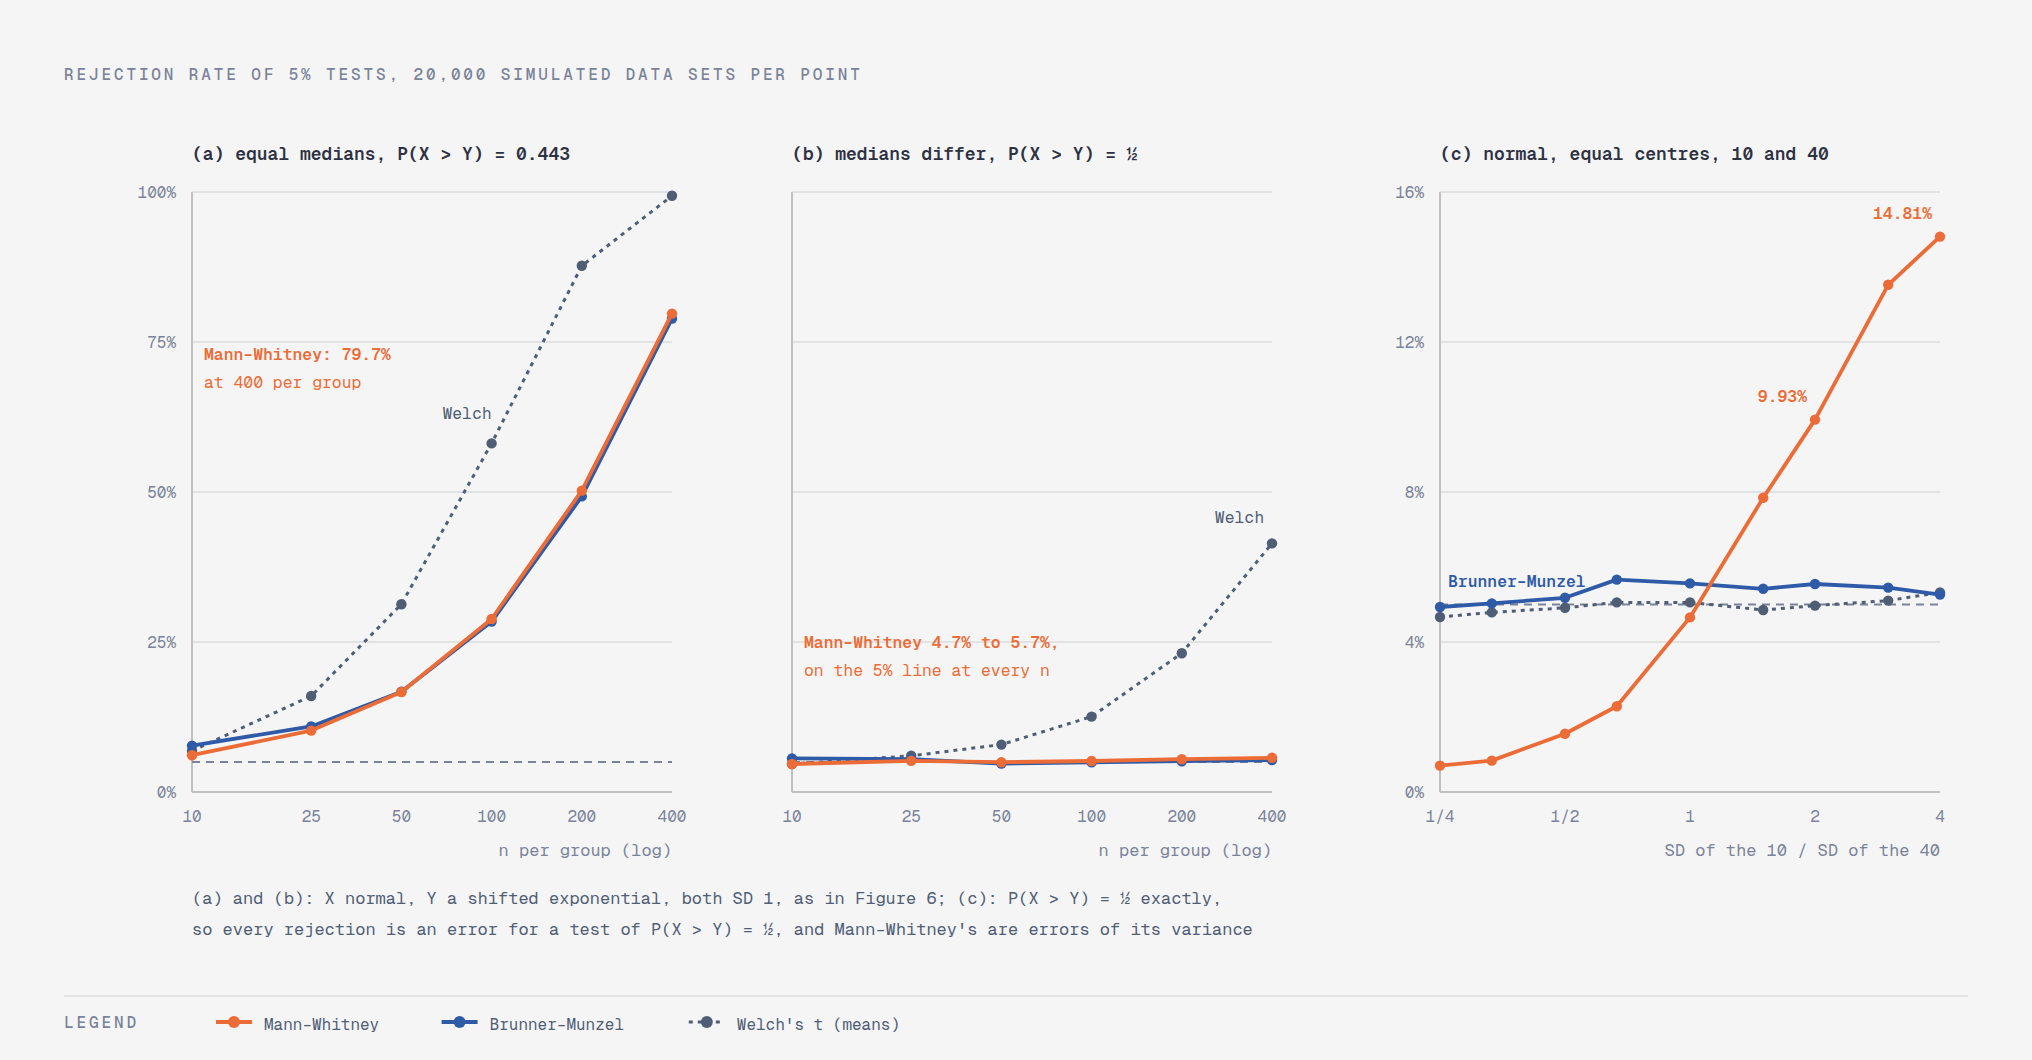 REJECTION RATE OF 5% TESTS, 20,000 SIMULATED DATA SETS PER POINT
(a) equal medians, P(X > Y) = 0.443
100%
75%
50%
25%
0%
Mann–Whitney: 79.7%
at 400 per group
Welch
10 25 50 100 200 400
n per group (log)
(b) medians differ, P(X > Y) = ½
Welch
Mann–Whitney 4.7% to 5.7%,
on the 5% line at every n
10 25 50 100 200 400
n per group (log)
(c) normal, equal centres, 10 and 40
16%
12%
8%
4%
0%
14.81%
9.93%
Brunner–Munzel
1/4 1/2 1 2 4
SD of the 10 / SD of the 40
(a) and (b): X normal, Y a shifted exponential, both SD 1, as in Figure 6; (c): P(X > Y) = ½ exactly,
so every rejection is an error for a test of P(X > Y) = ½, and Mann–Whitney's are errors of its variance
LEGEND Mann–Whitney Brunner–Munzel Welch's t (means)